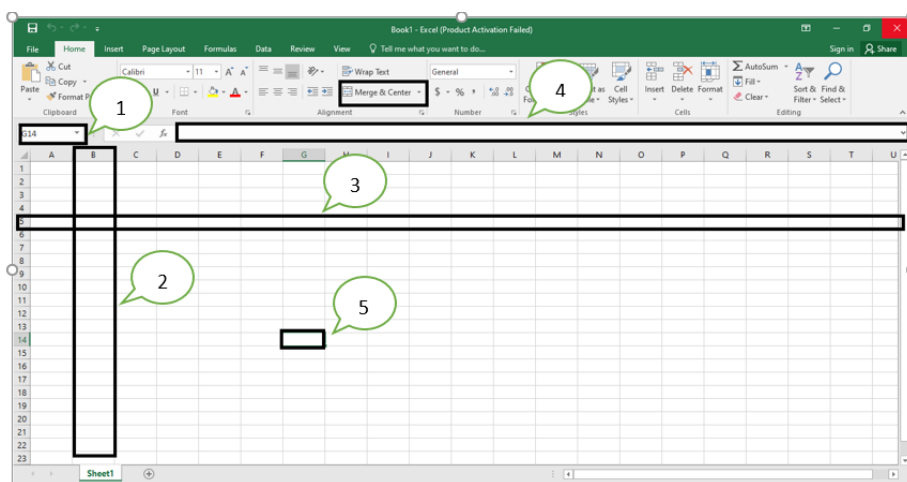 Book1 - Excel (Product Activation Failed)
File Home Insert Page Layout Formulas Data Review View Tell me what you want to do... Sign in Share
Paste
Cut
Copy
Format P
Clipboard
Calibri 11 A A
U A
Font
Wrap Text
Merge & Center
Alignment
General
$ % , .0 .00
Number
as
Cell
Styles
Insert Delete Format
Cells
AutoSum
Fill
Clear
Sort & Filter
Find & Select
Editing
1
4
G14 fx
A B C D E F G H I J K L M N O P Q R S T U
1
2
3
3
4
5
6
7
8
9
2
10
11
12
5
13
14
15
16
17
18
19
20
21
22
23
Sheet1